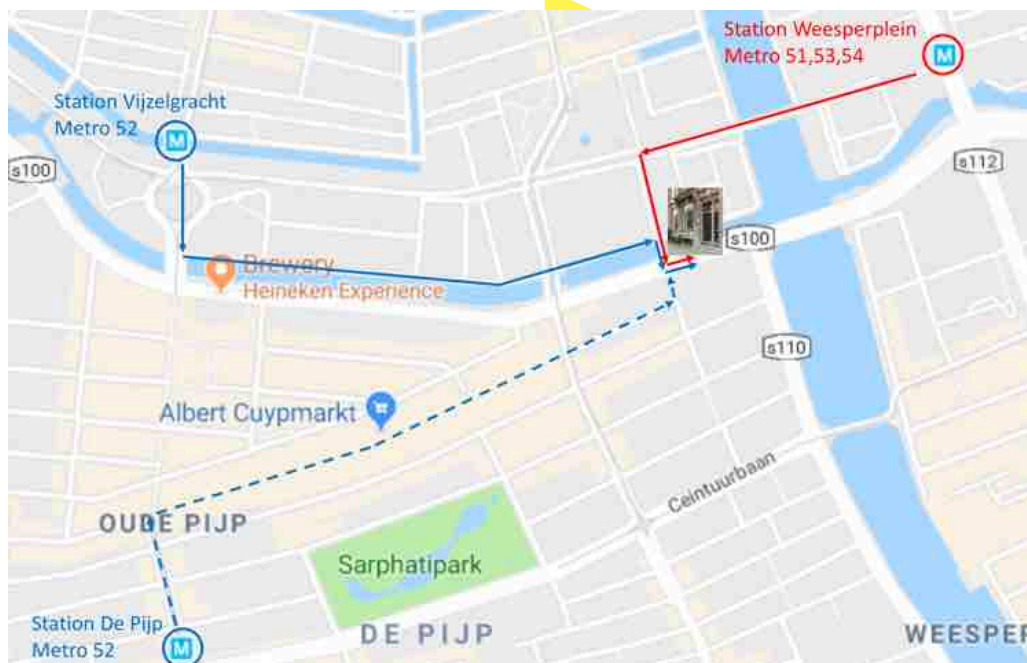 Station Weesperplein
Metro 51,53,54
M
Station Vijzelgracht
Metro 52
M
s100
s112
s100
Brewery
Heineken Experience
s110
Albert Cuypmarkt
Ceintuurbaan
OUDE PIJP
Sarphatipark
Station De Pijp
Metro 52
M
DE PIJP
WEESPER